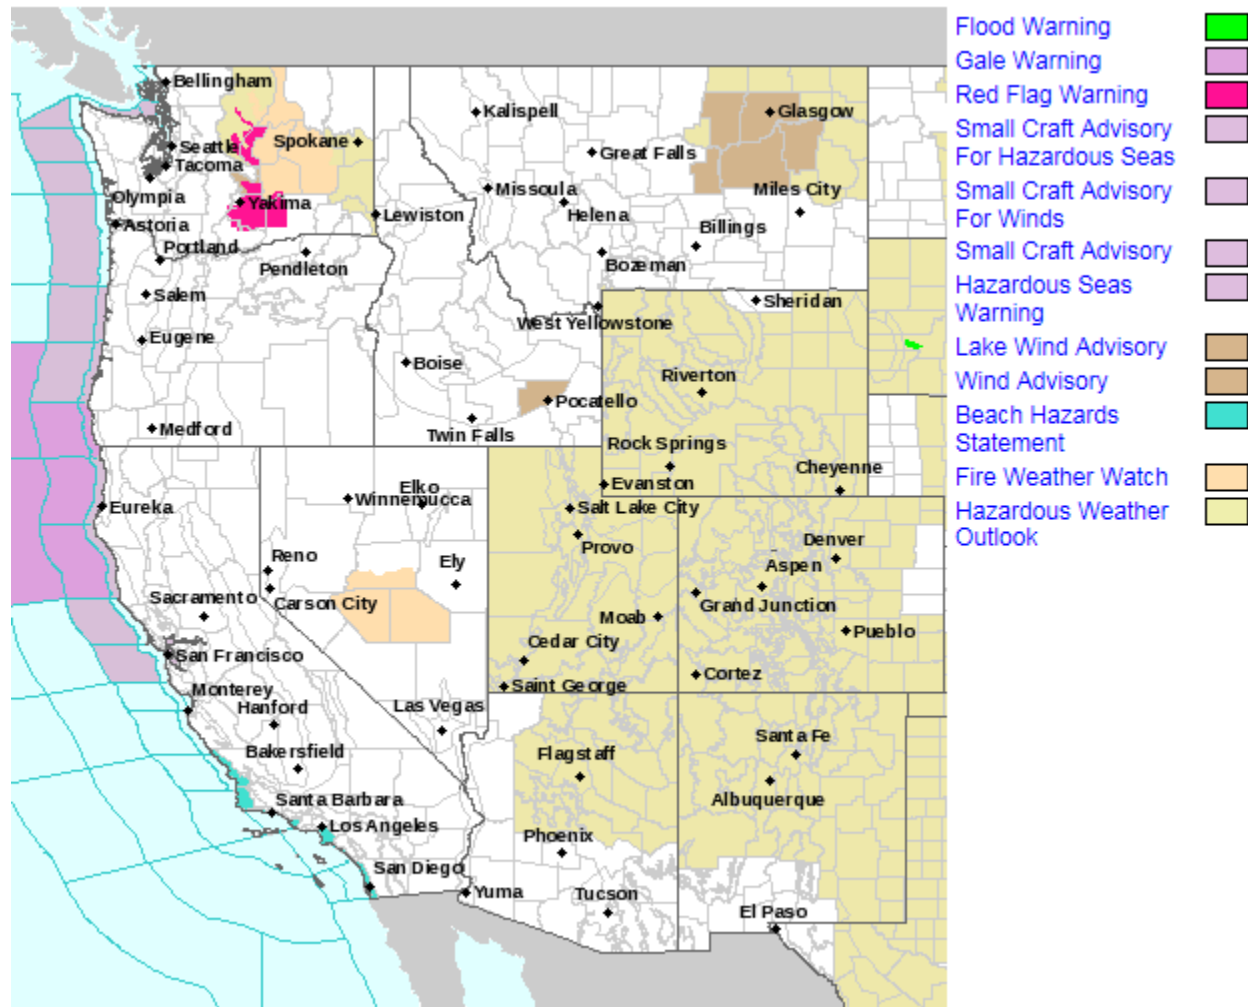 Bellingham
Kalispell
Glasgow
Seattle
Spokane
Great Falls
Tacoma
Olympia
Yakima
Missoula
Miles City
Astoria
Lewiston
Helena
Billings
Portland
Pendleton
Bozeman
Salem
Sheridan
West Yellowstone
Eugene
Boise
Riverton
Pocatello
Medford
Twin Falls
Rock Springs
Cheyenne
Elko
Evanston
Winnemucca
Eureka
Salt Lake City
Provo
Denver
Reno
Ely
Aspen
Sacramento
Carson City
Grand Junction
Moab
Pueblo
San Francisco
Cedar City
Cortez
Monterey
Saint George
Hanford
Las Vegas
Bakersfield
Flagstaff
Santa Fe
Santa Barbara
Albuquerque
Los Angeles
Phoenix
San Diego
Yuma
Tucson
El Paso
Flood Warning
Gale Warning
Red Flag Warning
Small Craft Advisory
For Hazardous Seas
Small Craft Advisory
For Winds
Small Craft Advisory
Hazardous Seas
Warning
Lake Wind Advisory
Wind Advisory
Beach Hazards
Statement
Fire Weather Watch
Hazardous Weather
Outlook